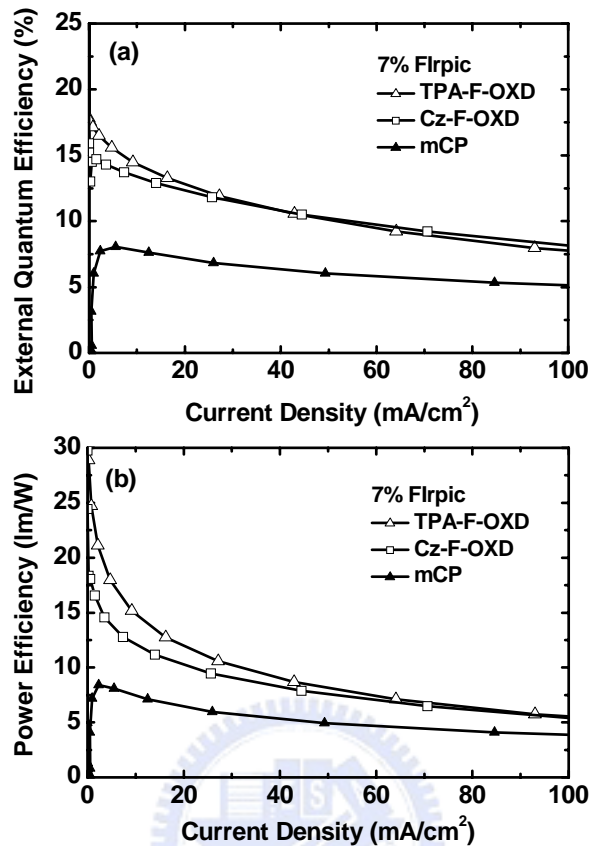 25
20
15
10
5
0
External Quantum Efficiency (%)
(a)
7% FIrpic
TPA-F-OXD
Cz-F-OXD
mCP
0 20 40 60 80 100
Current Density (mA/cm²)
30
25
20
15
10
5
0
Power Efficiency (lm/W)
(b)
7% FIrpic
TPA-F-OXD
Cz-F-OXD
mCP
0 20 40 60 80 100
Current Density (mA/cm²)